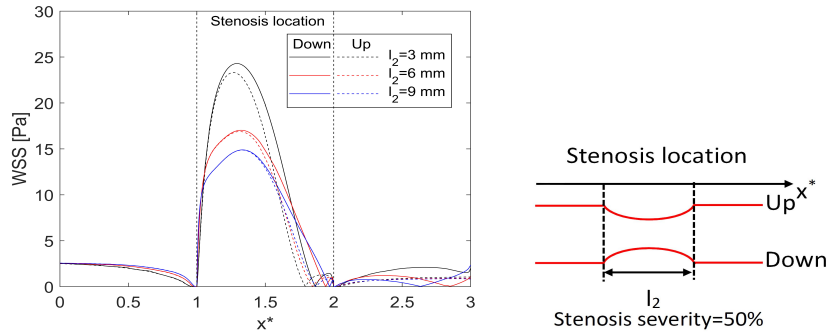 Stenosis location
Down Up
l₂=3 mm
l₂=6 mm
l₂=9 mm
WSS [Pa]
30
25
20
15
10
5
0
0 0.5 1 1.5 2 2.5 3
x*
Stenosis location
x*
Up
Down
l₂
Stenosis severity=50%